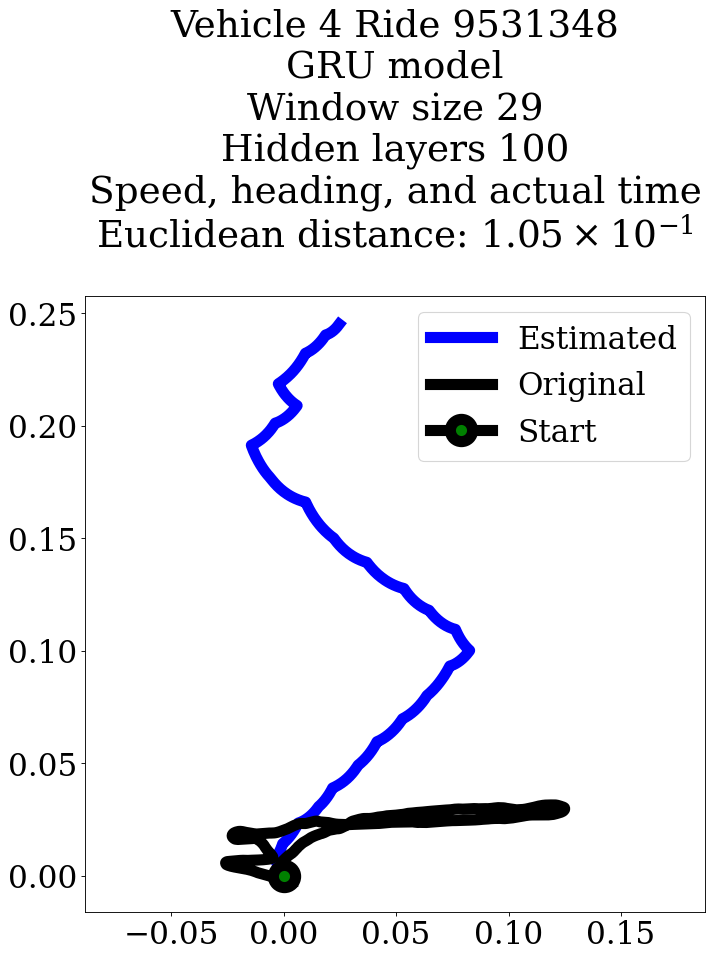 Vehicle 4 Ride 9531348
GRU model
Window size 29
Hidden layers 100
Speed, heading, and actual time
Euclidean distance: 1.05 × 10⁻¹
Estimated
Original
Start
0.25
0.20
0.15
0.10
0.05
0.00
−0.05 0.00 0.05 0.10 0.15